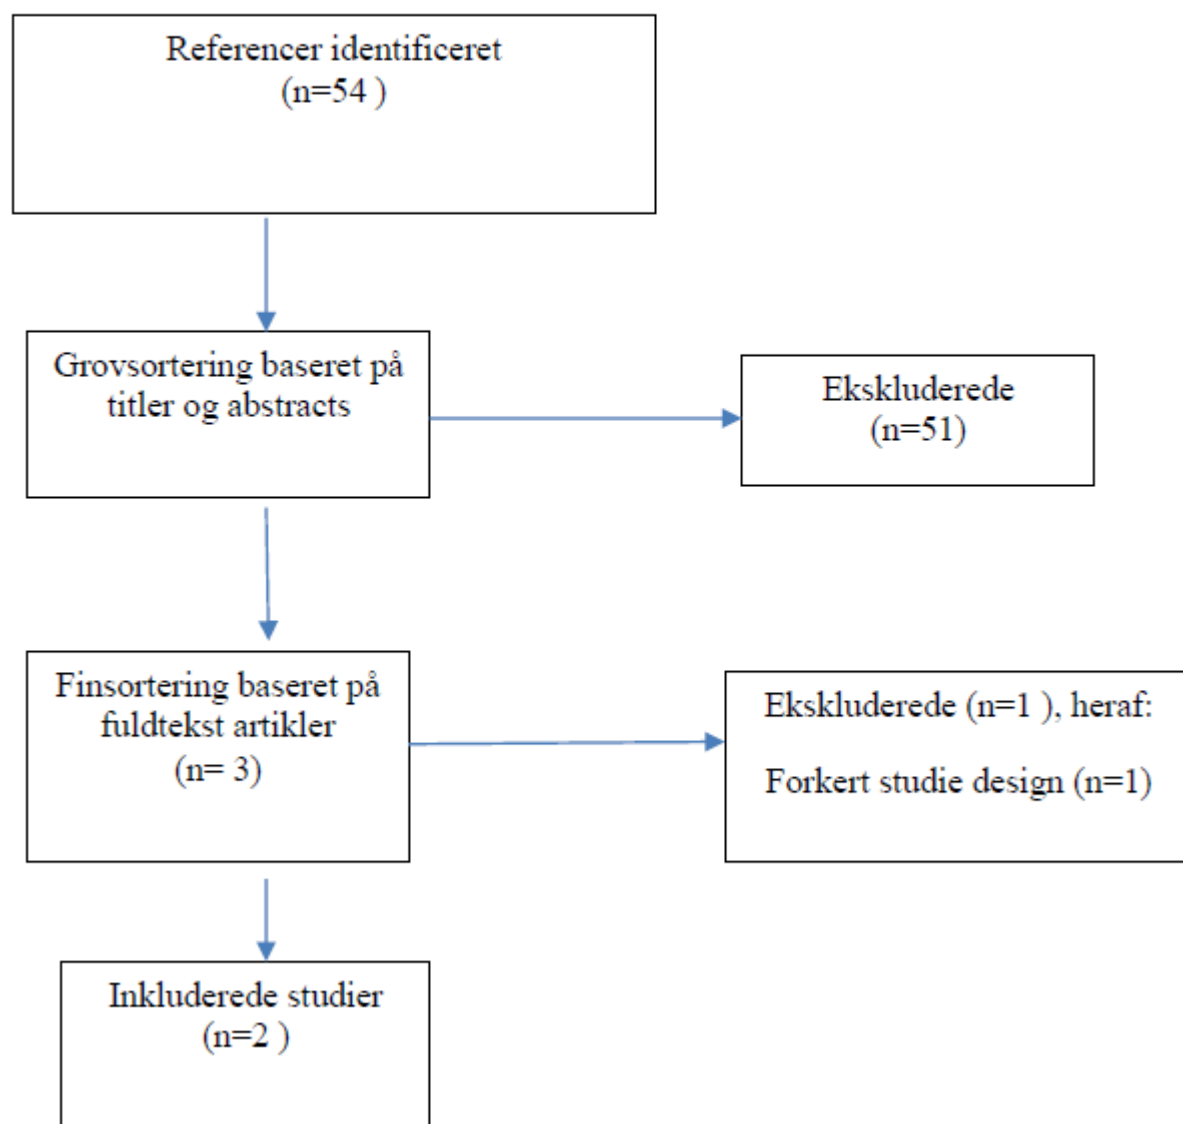 Referencer identificeret
(n=54 )
Grovsortering baseret på
titler og abstracts
Ekskluderede
(n=51)
Finsortering baseret på
fuldtekst artikler
(n= 3)
Ekskluderede (n=1 ), heraf:
Forkert studie design (n=1)
Inkluderede studier
(n=2 )